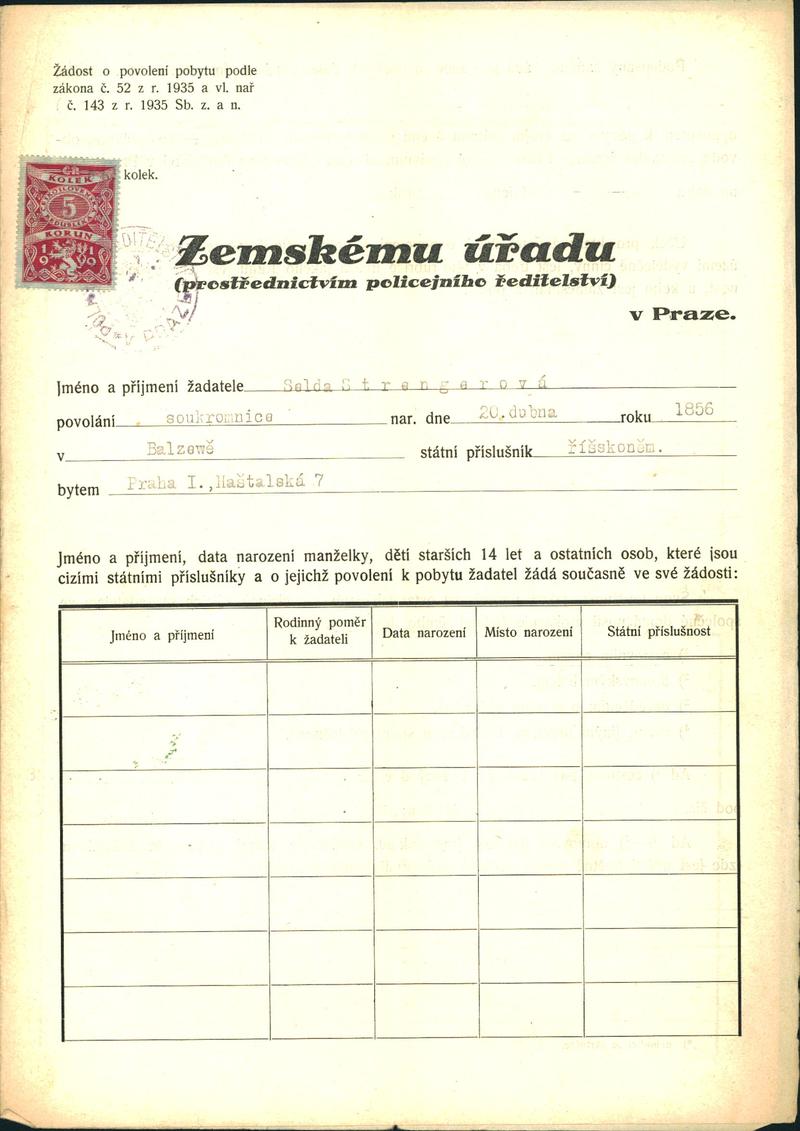 Žádost o povolení pobytu podle
zákona č. 52 z r. 1935 a vl. nař
č. 143 z r. 1935 Sb. z. a n.
kolek.
KOLEK
5
KORUN
Zemskému úřadu
(prostřednictvím policejního ředitelství)
v Praze.
Jméno a příjmení žadatele Selda Strengerová
povolání soukromnice nar. dne 20. dubna roku 1856
v Balzewě státní příslušník říšskoněm.
bytem Praha I., Haštalská 7
Jméno a příjmení, data narození manželky, dětí starších 14 let a ostatních osob, které jsou
cizími státními příslušníky a o jejichž povolení k pobytu žadatel žádá současně ve své žádosti:
Jméno a příjmení Rodinný poměr k žadateli Data narození Místo narození Státní příslušnost